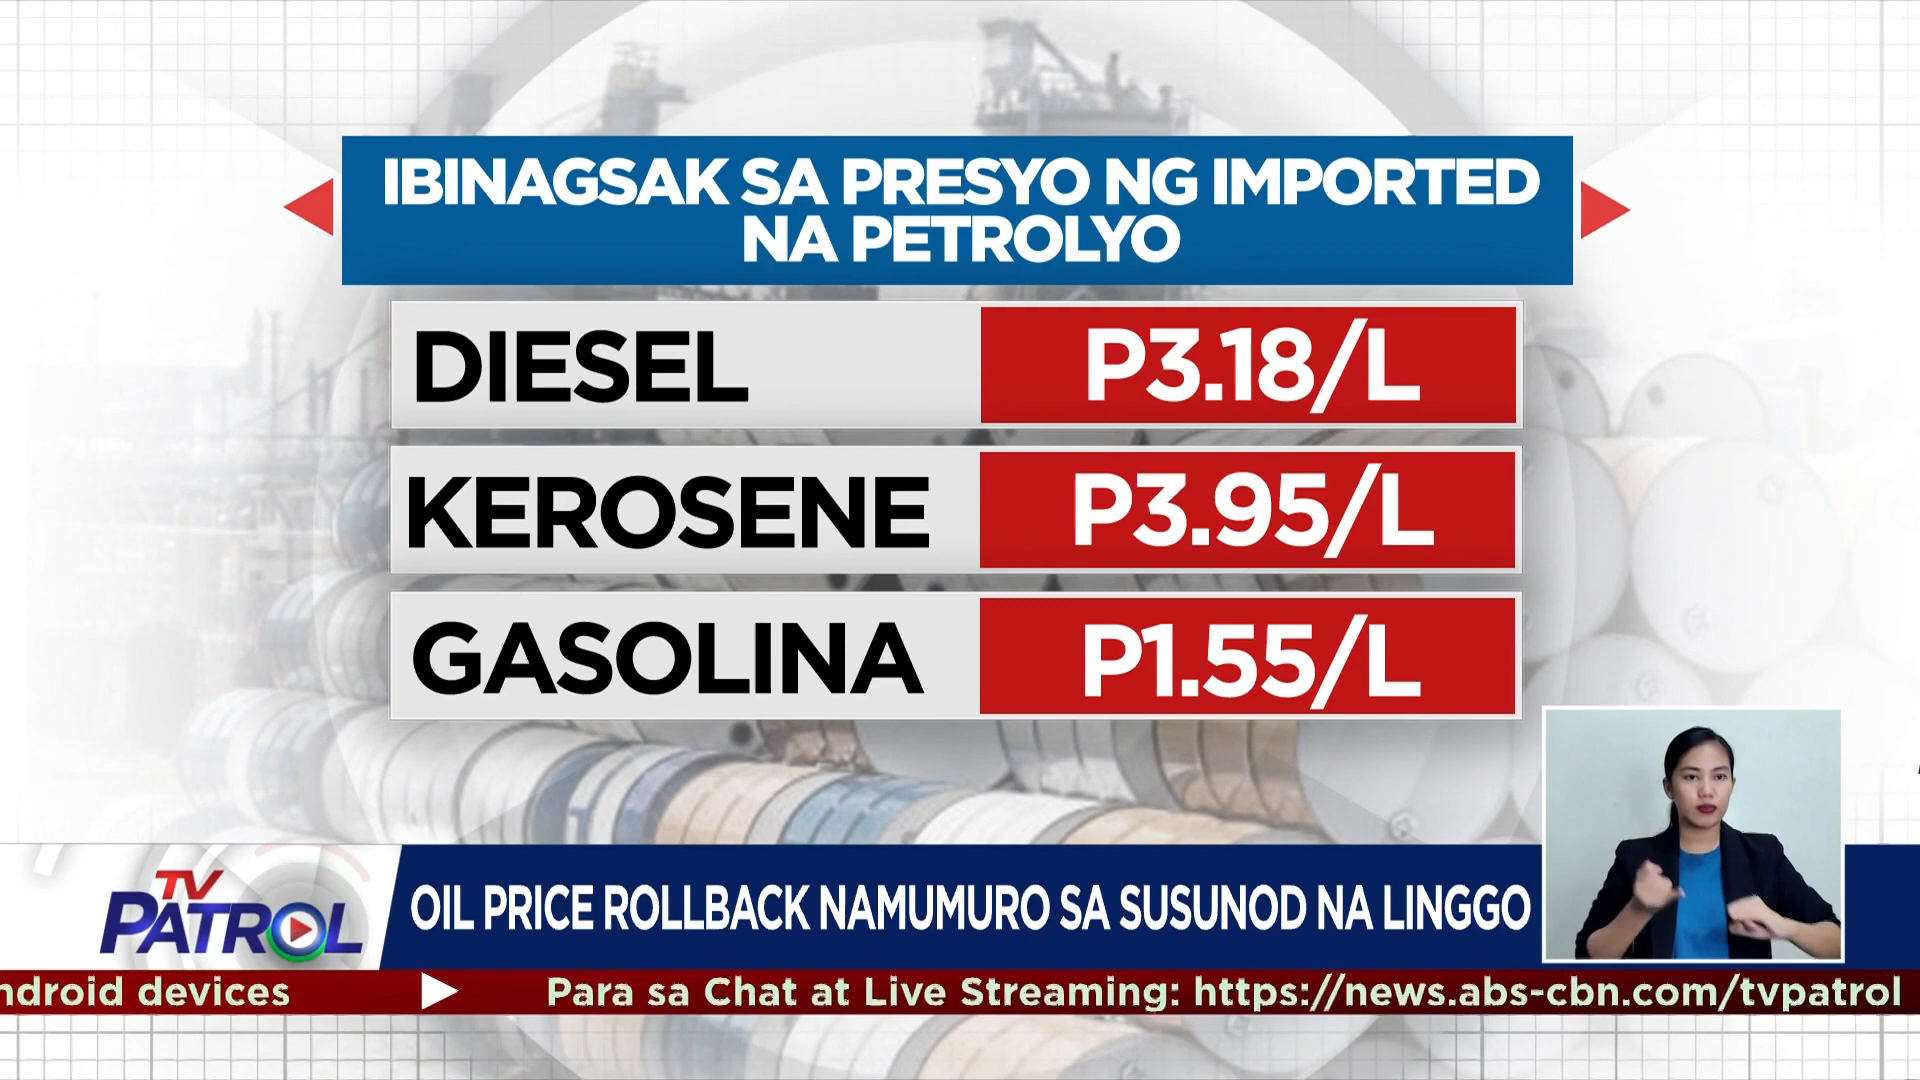 IBINAGSAK SA PRESYO NG IMPORTED
NA PETROLYO
DIESEL P3.18/L
KEROSENE P3.95/L
GASOLINA P1.55/L
TV
PATROL
OIL PRICE ROLLBACK NAMUMURO SA SUSUNOD NA LINGGO
ndroid devices Para sa Chat at Live Streaming: https://news.abs-cbn.com/tvpatrol